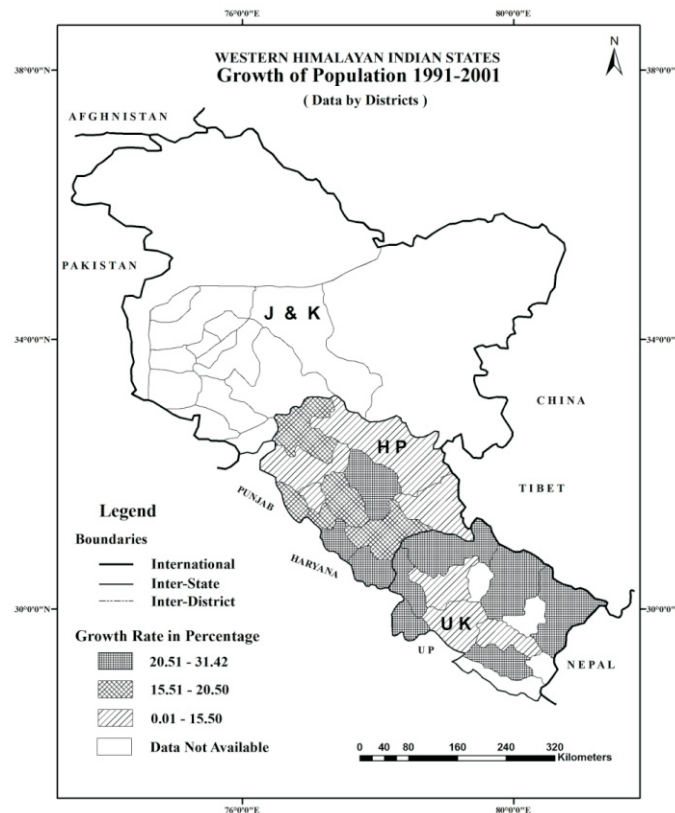 76°0'0"E 80°0'0"E
WESTERN HIMALAYAN INDIAN STATES
Growth of Population 1991-2001
( Data by Districts )
N
38°0'0"N 38°0'0"N
AFGHNISTAN
PAKISTAN
J & K
34°0'0"N 34°0'0"N
CHINA
HP
TIBET
PUNJAB
HARYANA
30°0'0"N 30°0'0"N
UK
UP
NEPAL
Legend
Boundaries
International
Inter-State
Inter-District
Growth Rate in Percentage
20.51 - 31.42
15.51 - 20.50
0.01 - 15.50
Data Not Available
0 40 80 160 240 320
Kilometers
76°0'0"E 80°0'0"E